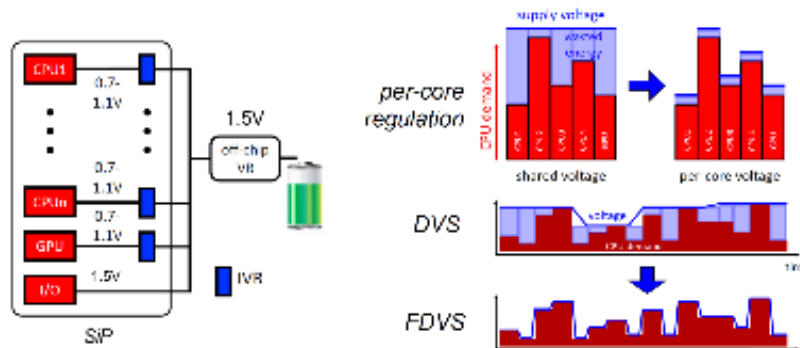 CPU1
0.7-
1.1V
0.7-
1.1V
CPUn
0.7-
1.1V
GPU
1.5V
I/O
SiP
1.5V
off-chip
VR
IVR
supply voltage
wasted
energy
CPU demand
per-core
regulation
shared voltage
per-core voltage
DVS
voltage
CPU demand
FDVS